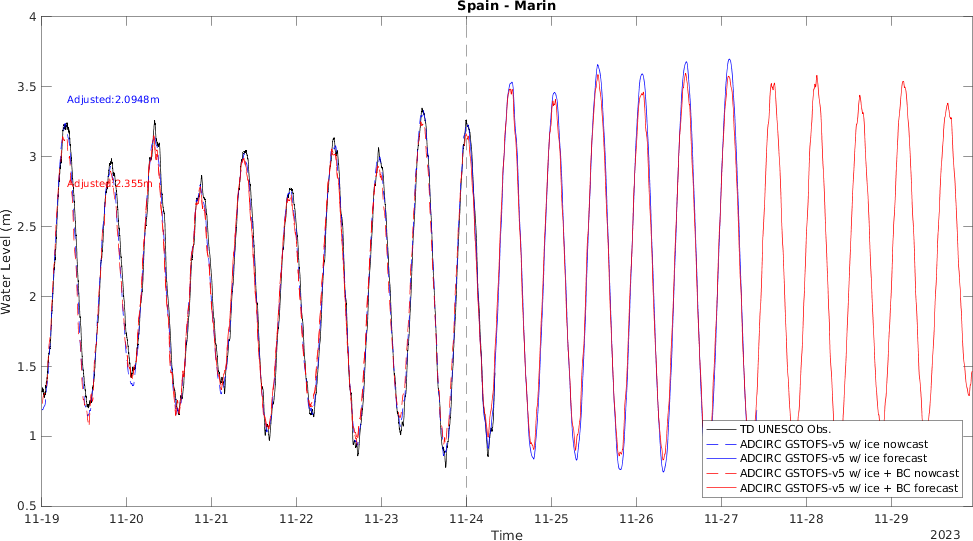 Spain - Marin
4
3.5
3
2.5
2
1.5
1
0.5
Water Level (m)
Adjusted:2.0948m
Adjusted:2.355m
TD UNESCO Obs.
ADCIRC GSTOFS-v5 w/ ice nowcast
ADCIRC GSTOFS-v5 w/ ice forecast
ADCIRC GSTOFS-v5 w/ ice + BC nowcast
ADCIRC GSTOFS-v5 w/ ice + BC forecast
11-19 11-20 11-21 11-22 11-23 11-24 11-25 11-26 11-27 11-28 11-29
Time
2023